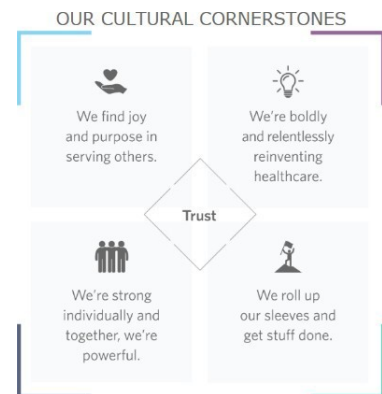 OUR CULTURAL CORNERSTONES
We find joy
and purpose in
serving others.
We're boldly
and relentlessly
reinventing
healthcare.
Trust
We're strong
individually and
together, we're
powerful.
We roll up
our sleeves and
get stuff done.